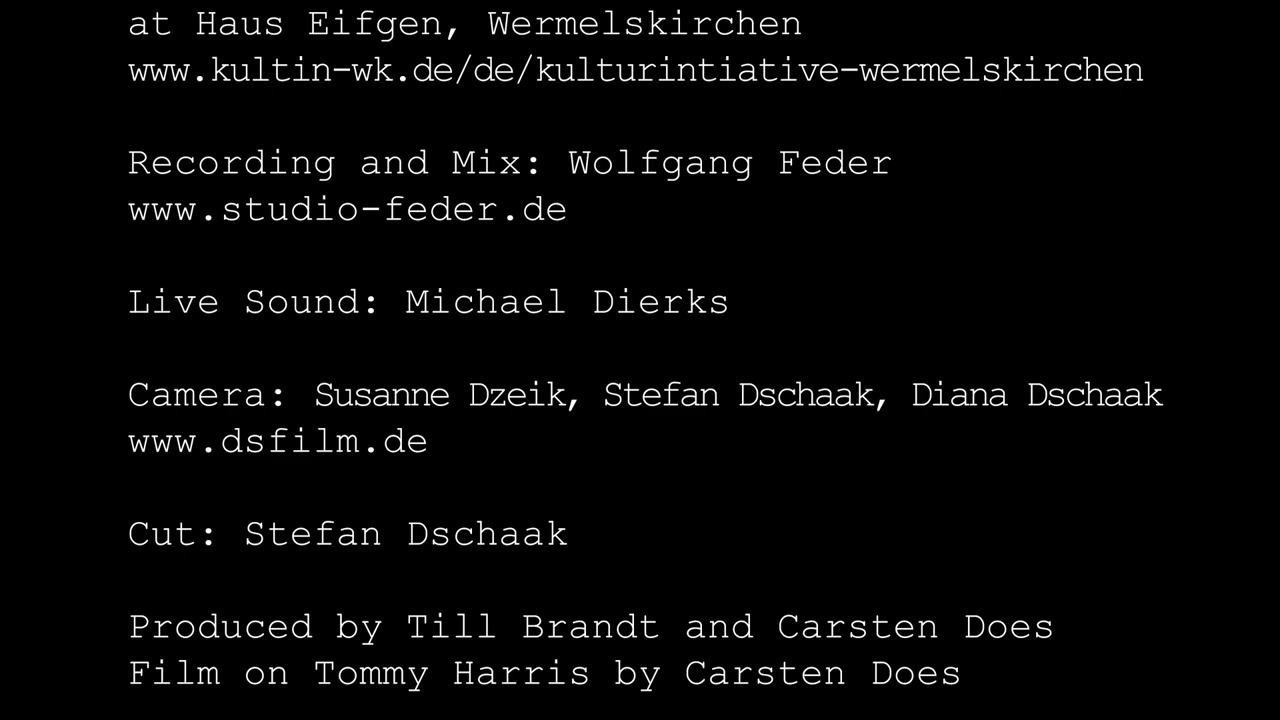 at Haus Eifgen, Wermelskirchen
www.kultin-wk.de/de/kulturintiative-wermelskirchen
Recording and Mix: Wolfgang Feder
www.studio-feder.de
Live Sound: Michael Dierks
Camera: Susanne Dzeik, Stefan Dschaak, Diana Dschaak
www.dsfilm.de
Cut: Stefan Dschaak
Produced by Till Brandt and Carsten Does
Film on Tommy Harris by Carsten Does